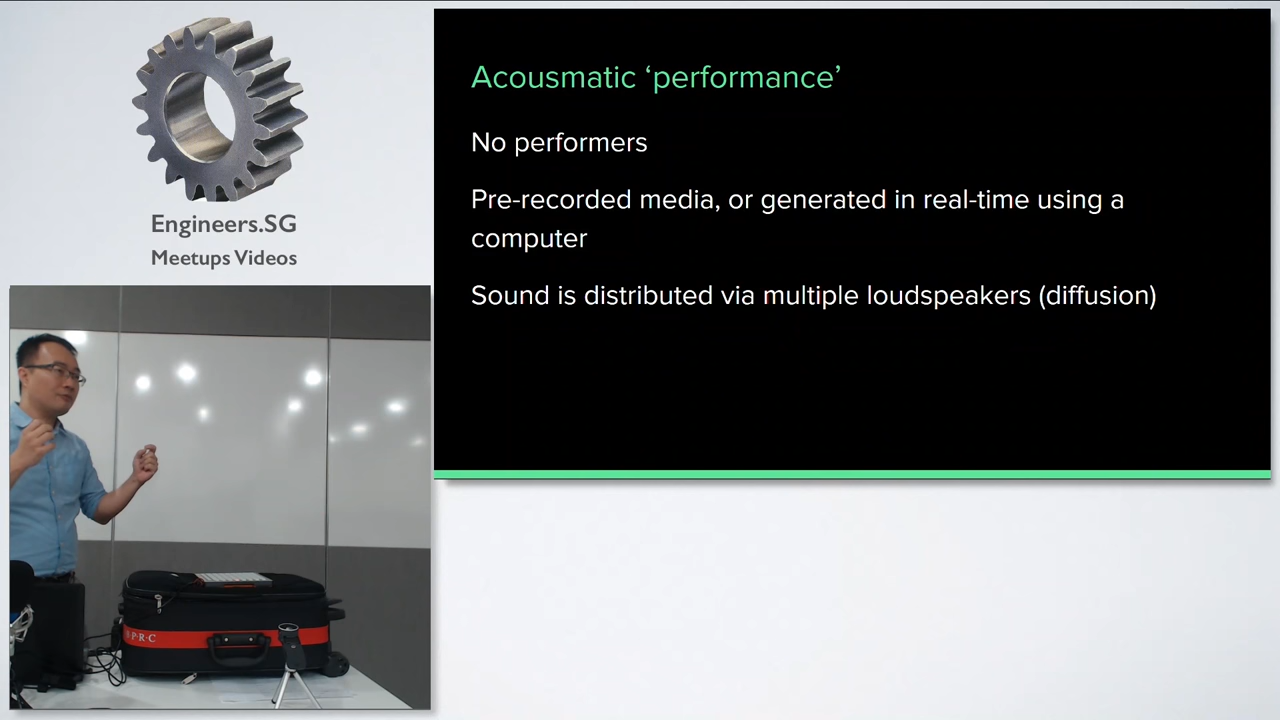 Engineers.SG
Meetups Videos
Acousmatic ‘performance’
No performers
Pre-recorded media, or generated in real-time using a
computer
Sound is distributed via multiple loudspeakers (diffusion)
P·R·C